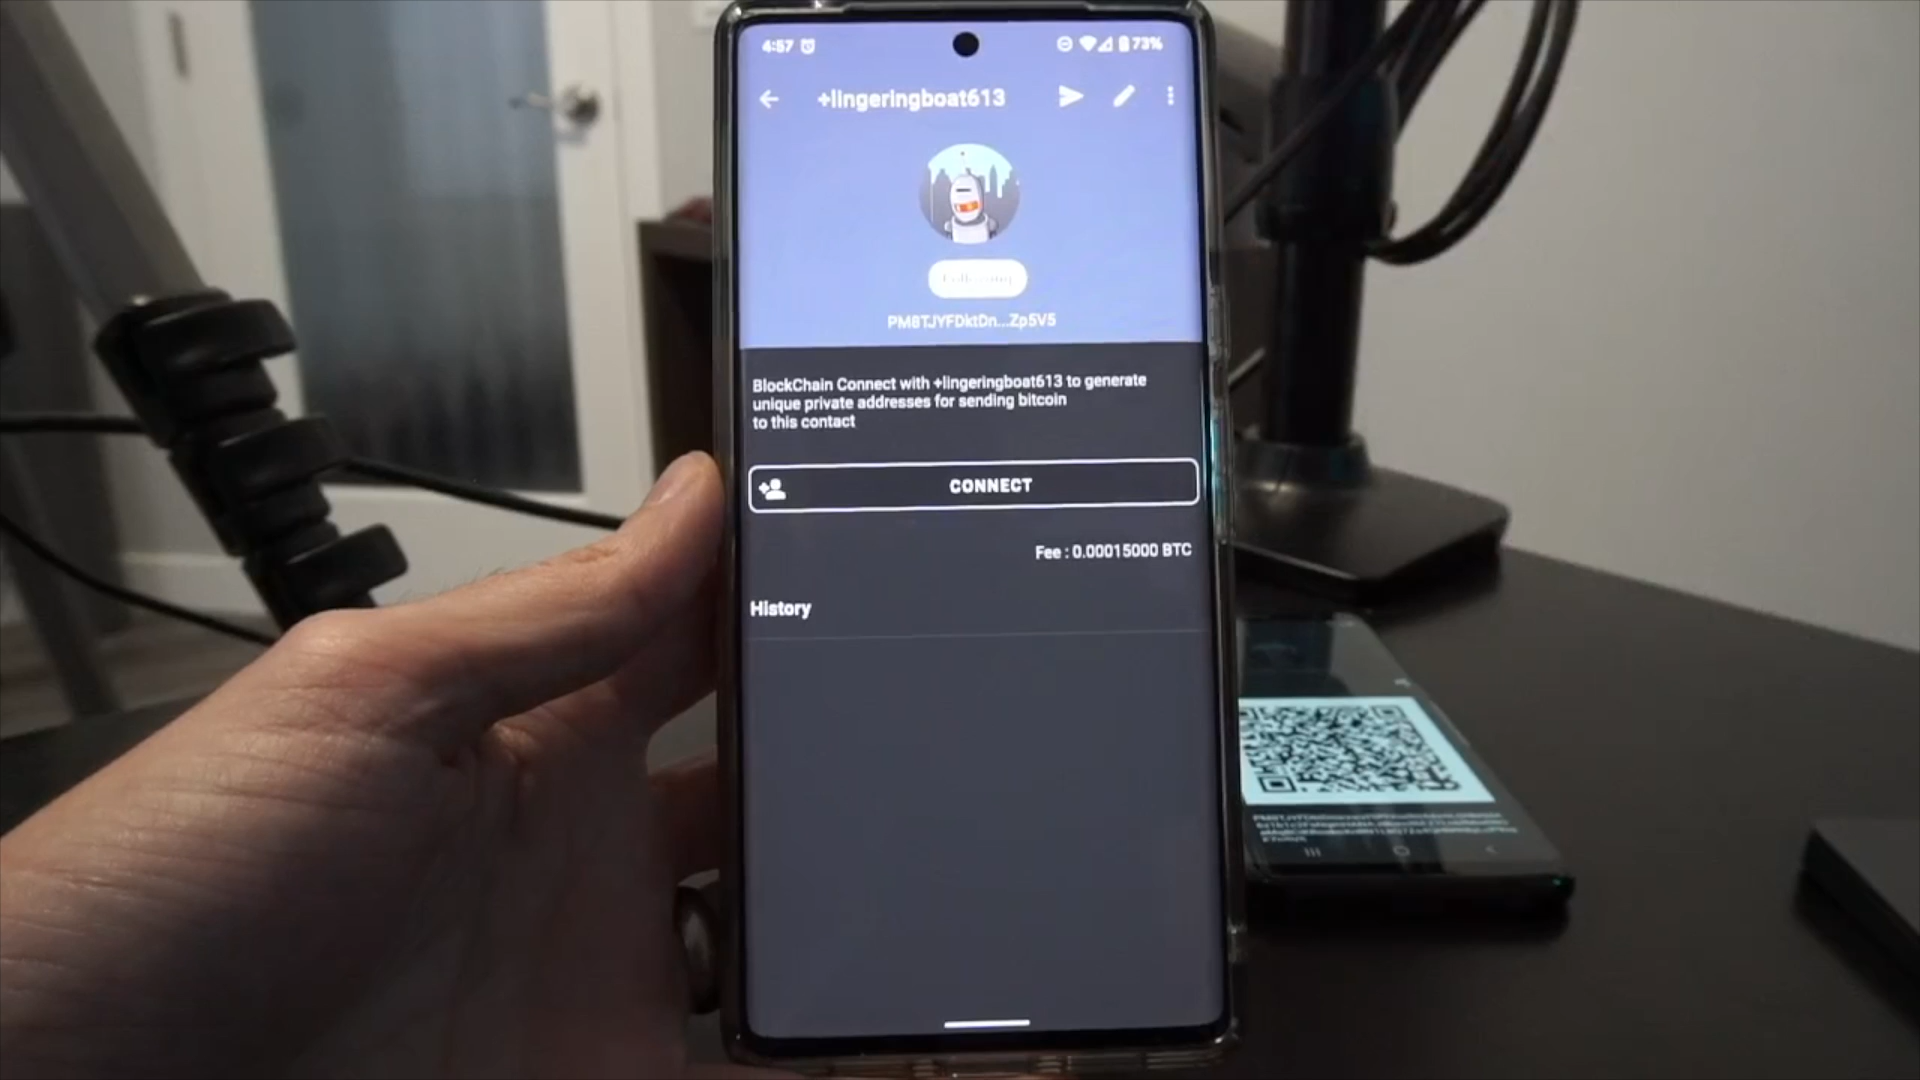 4:57
73%
+lingeringboat613
Following
PM8TJYFDktDn...Zp5V5
BlockChain Connect with +lingeringboat613 to generate
unique private addresses for sending bitcoin
to this contact
CONNECT
Fee : 0.00015000 BTC
History